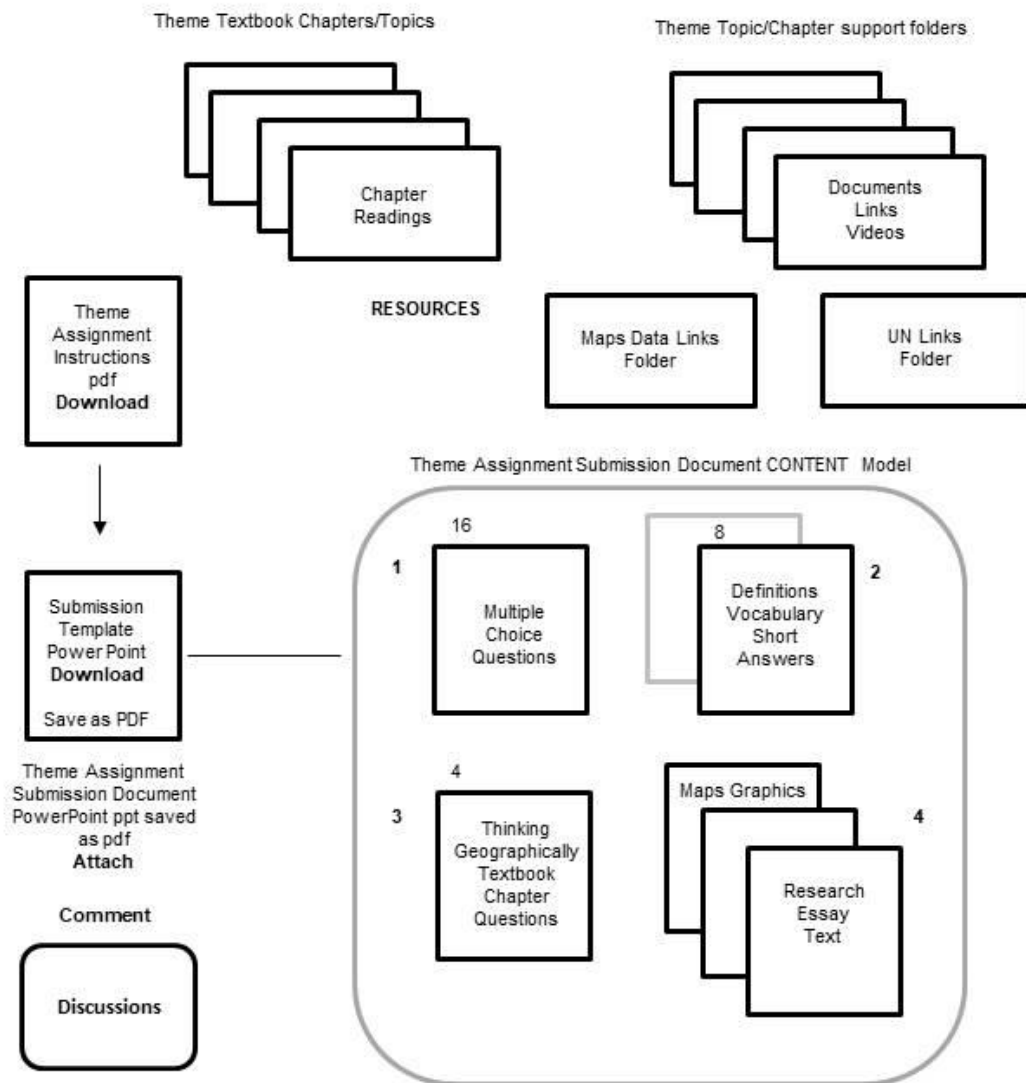 Theme Textbook Chapters/Topics
Theme Topic/Chapter support folders
Chapter
Readings
Documents
Links
Videos
Theme
Assignment
Instructions
pdf
Download
RESOURCES
Maps Data Links
Folder
UN Links
Folder
Theme Assignment Submission Document CONTENT Model
Submission
Template
PowerPoint
Download
Save as PDF
Theme Assignment
Submission Document
PowerPoint ppt saved
as pdf
Attach
Comment
Discussions
16
1
Multiple
Choice
Questions
8
2
Definitions
Vocabulary
Short
Answers
4
3
Thinking
Geographically
Textbook
Chapter
Questions
Maps Graphics
4
Research
Essay
Text